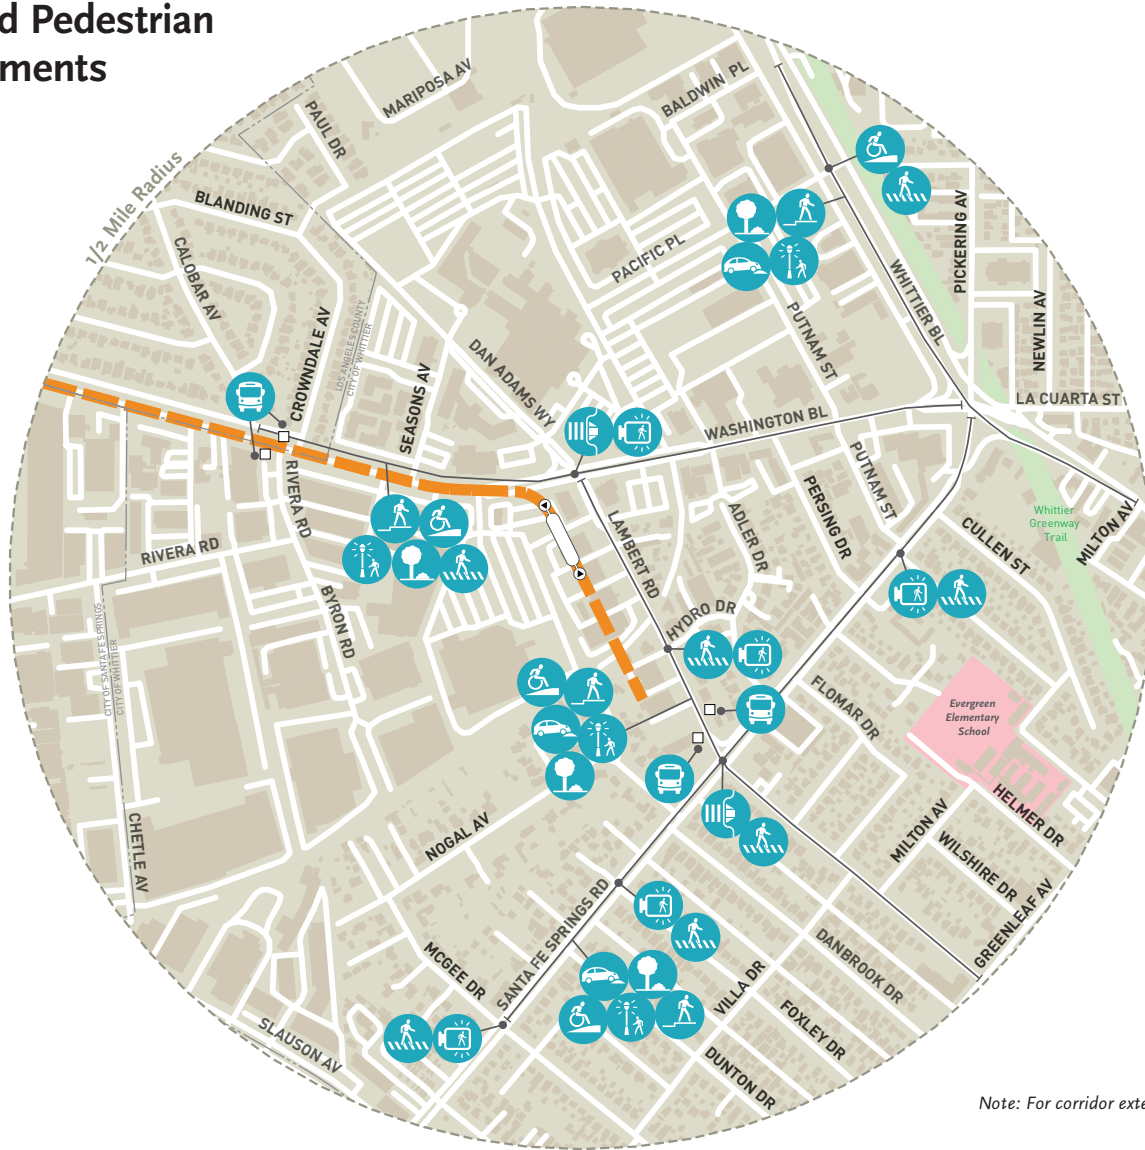 d Pedestrian
ments
1/2 Mile Radius
MARIPOSA AV
PAUL DR
BALDWIN PL
BLANDING ST
CALOBAR AV
PACIFIC PL
PICKERING AV
WHITTIER BL
NEWLIN AV
CROWNDALE AV
LOS ANGELES COUNTY
CITY OF WHITTIER
SEASONS AV
DAN ADAMS WY
PUTNAM ST
LA CUARTA ST
WASHINGTON BL
RIVERA RD
RIVERA RD
BYRON RD
LAMBERT RD
ADLER DR
PERSING DR
PUTNAM ST
CULLEN ST
Whittier
Greenway
Trail
MILTON AV
HYDRO DR
CITY OF SANTA FE SPRINGS
CITY OF WHITTIER
FLOMAR DR
Evergreen
Elementary
School
CHETLE AV
NOGAL AV
HELMER DR
MILTON AV
WILSHIRE DR
GREENLEAF AV
SANTA FE SPRINGS RD
MCGEE DR
DANBROOK DR
VILLA DR
FOXLEY DR
SLAUSON AV
DUNTON DR
Note: For corridor exte